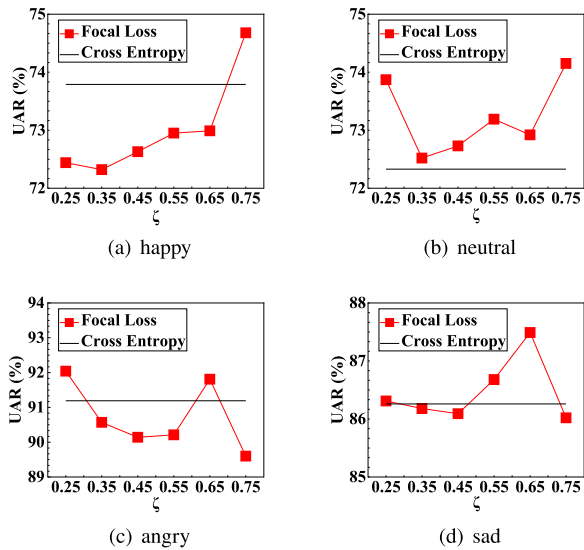 75
74
73
72
UAR (%)
Focal Loss
Cross Entropy
0.25 0.35 0.45 0.55 0.65 0.75
ζ
(a) happy
75
74
73
72
UAR (%)
Focal Loss
Cross Entropy
0.25 0.35 0.45 0.55 0.65 0.75
ζ
(b) neutral
94
93
92
91
90
89
UAR (%)
Focal Loss
Cross Entropy
0.25 0.35 0.45 0.55 0.65 0.75
ζ
(c) angry
88
87
86
85
UAR (%)
Focal Loss
Cross Entropy
0.25 0.35 0.45 0.55 0.65 0.75
ζ
(d) sad